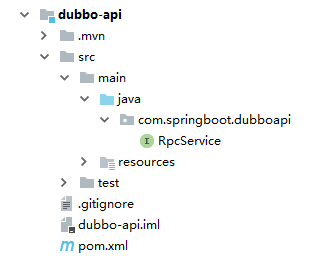 dubbo-api
.mvn
src
main
java
com.springboot.dubboapi
RpcService
resources
test
.gitignore
dubbo-api.iml
pom.xml